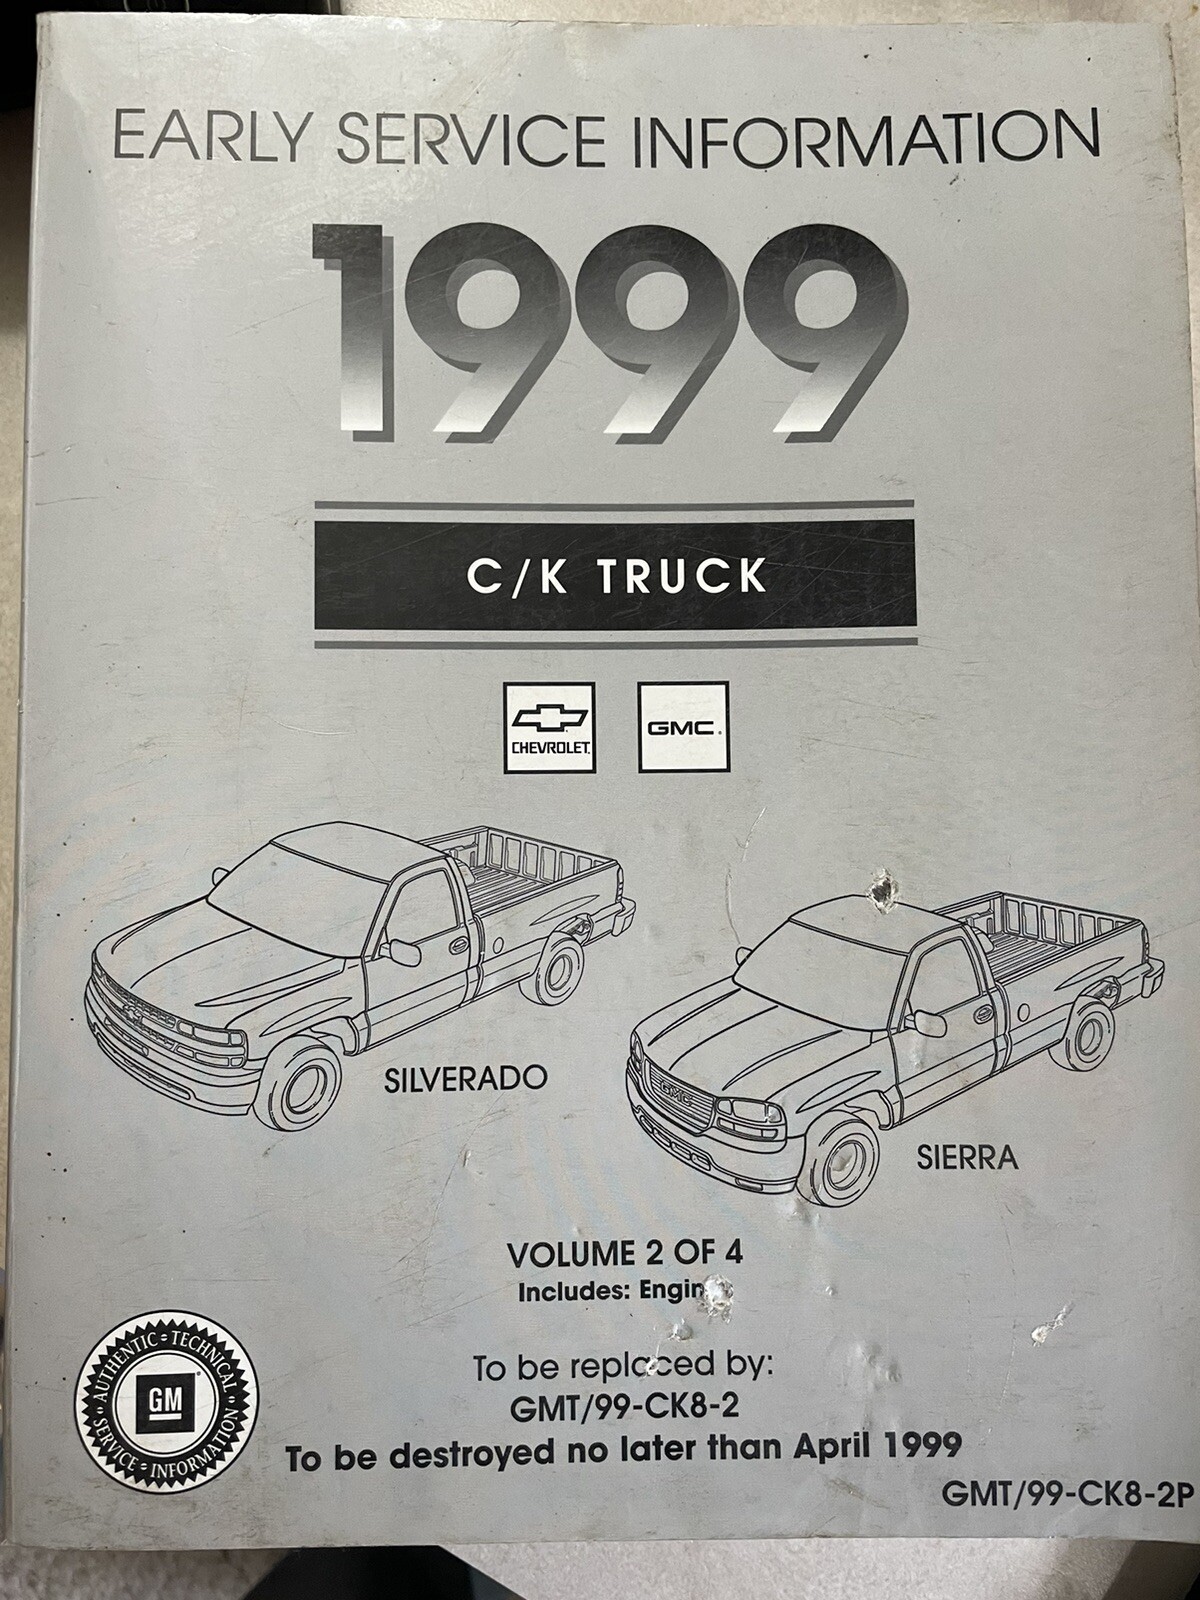 EARLY SERVICE INFORMATION
1999
C/K TRUCK
CHEVROLET
GMC
GMC
SILVERADO
SIERRA
VOLUME 2 OF 4
Includes: Engin
To be replaced by:
GMT/99-CK8-2
To be destroyed no later than April 1999
AUTHENTIC TECHNICAL
GM
SERVICE INFORMATION
GMT/99-CK8-2P